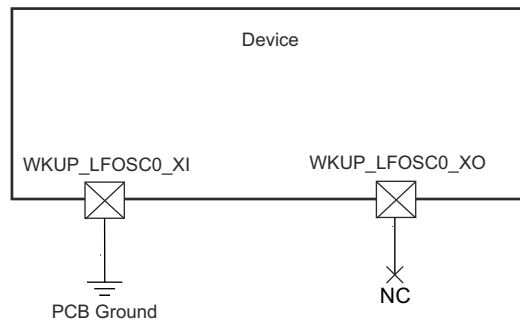 Device
WKUP_LFOSC0_XI
WKUP_LFOSC0_XO
NC
PCB Ground